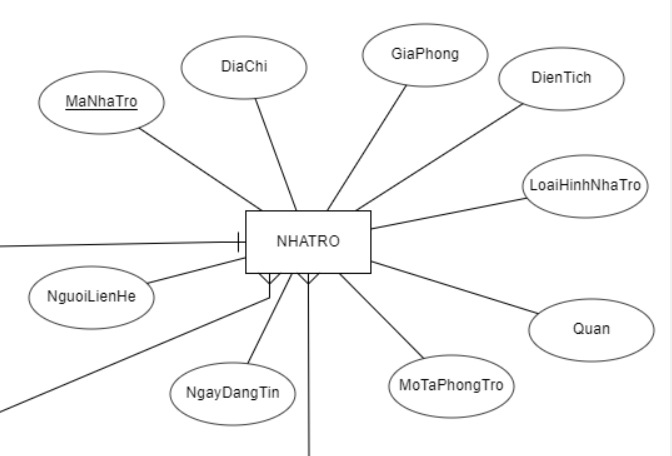 GiaPhong
DiaChi
DienTich
MaNhaTro
LoaiHinhNhaTro
NHATRO
NguoiLienHe
Quan
MoTaPhongTro
NgayDangTin